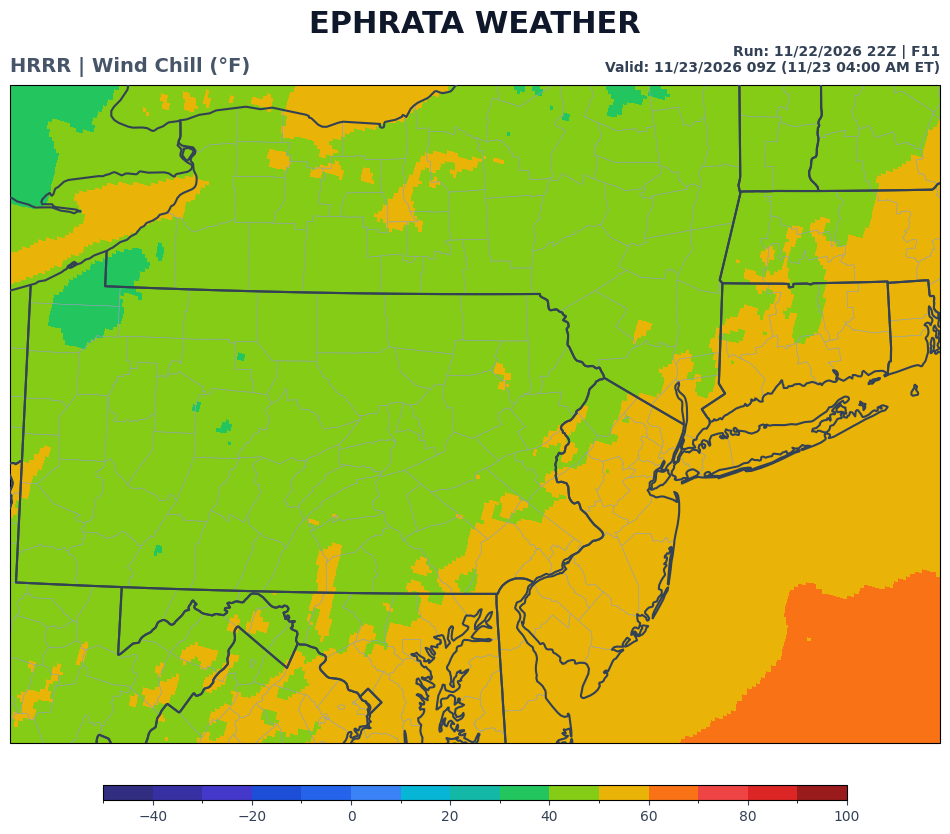 EPHRATA WEATHER
HRRR | Wind Chill (°F)
Run: 11/22/2026 22Z | F11
Valid: 11/23/2026 09Z (11/23 04:00 AM ET)
−40 −20 0 20 40 60 80 100